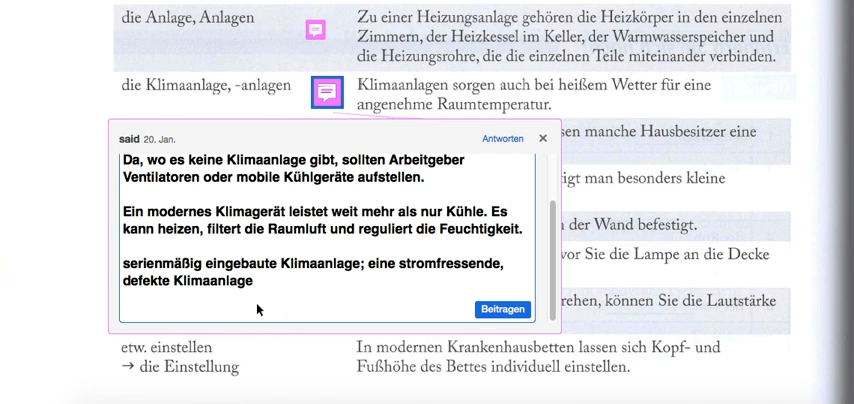 die Anlage, Anlagen
Zu einer Heizungsanlage gehören die Heizkörper in den einzelnen
Zimmern, der Heizkessel im Keller, der Warmwasserspeicher und
die Heizungsrohre, die die einzelnen Teile miteinander verbinden.
die Klimaanlage, -anlagen
Klimaanlagen sorgen auch bei heißem Wetter für eine
angenehme Raumtemperatur.
said 20. Jan.
Antworten
Da, wo es keine Klimaanlage gibt, sollten Arbeitgeber
Ventilatoren oder mobile Kühlgeräte aufstellen.
Ein modernes Klimagerät leistet weit mehr als nur Kühle. Es
kann heizen, filtert die Raumluft und reguliert die Feuchtigkeit.
serienmäßig eingebaute Klimaanlage; eine stromfressende,
defekte Klimaanlage
Beitragen
manche Hausbesitzer eine
man besonders kleine
der Wand befestigt.
Sie die Lampe an die Decke
können Sie die Lautstärke
etw. einstellen
→ die Einstellung
In modernen Krankenhausbetten lassen sich Kopf- und
Fußhöhe des Bettes individuell einstellen.